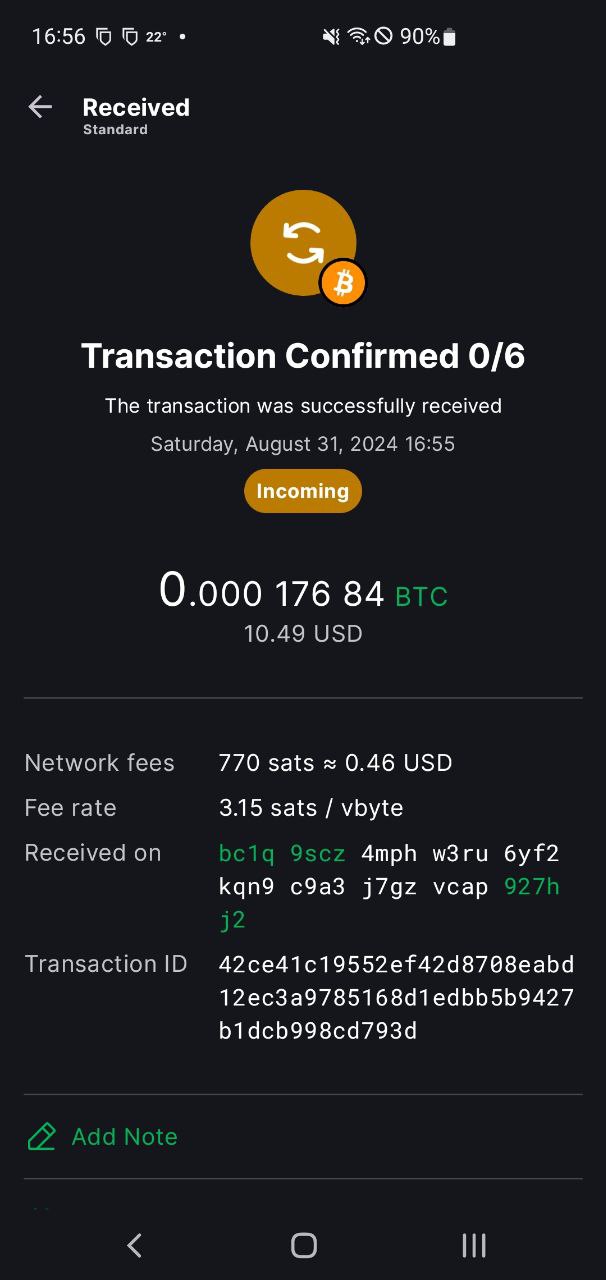 16:56 22° • 90%
Received
Standard
Transaction Confirmed 0/6
The transaction was successfully received
Saturday, August 31, 2024 16:55
Incoming
0.000 176 84 BTC
10.49 USD
Network fees 770 sats ≈ 0.46 USD
Fee rate 3.15 sats / vbyte
Received on bc1q 9scz 4mph w3ru 6yf2
kqn9 c9a3 j7gz vcap 927h
j2
Transaction ID 42ce41c19552ef42d8708eabd
12ec3a9785168d1edbb5b9427
b1dcb998cd793d
Add Note